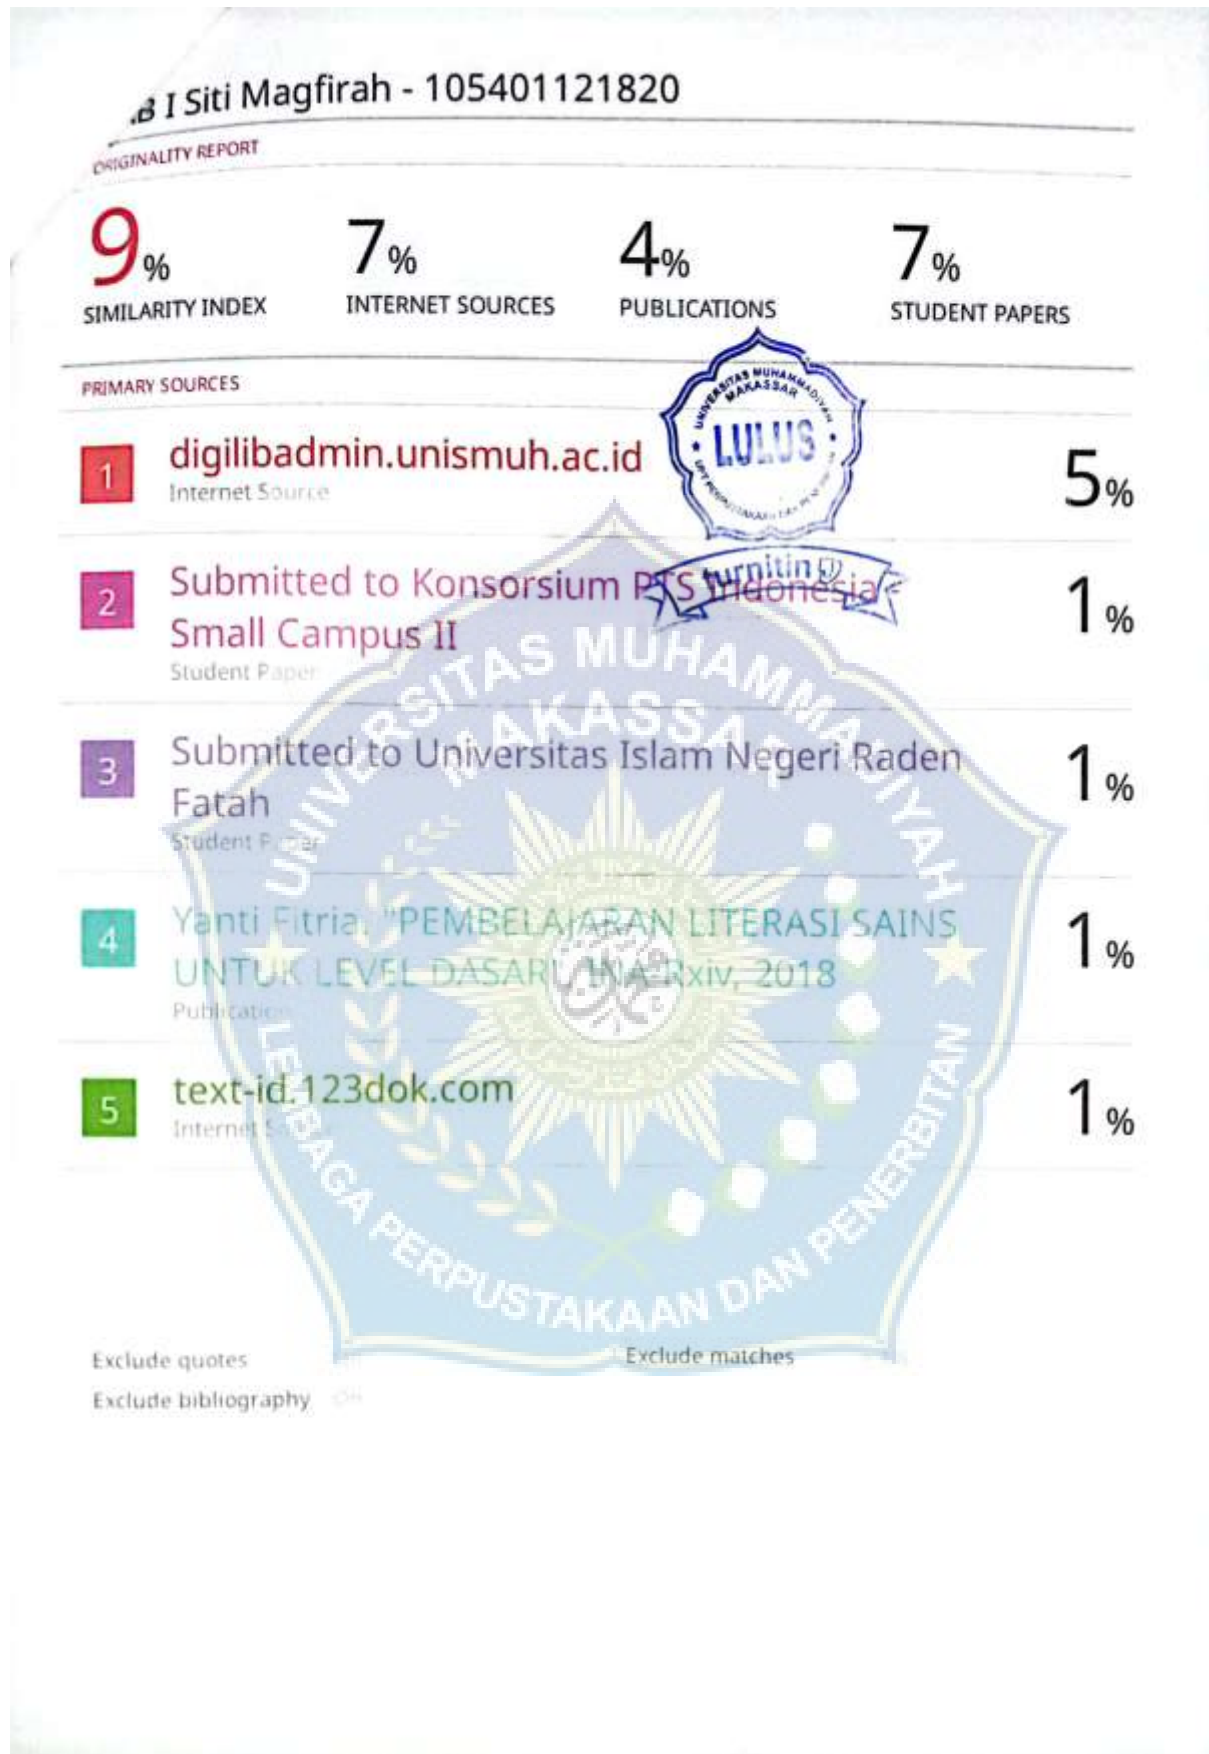 .B I Siti Magfirah - 105401121820
ORIGINALITY REPORT
9% 7% 4% 7%
SIMILARITY INDEX INTERNET SOURCES PUBLICATIONS STUDENT PAPERS
PRIMARY SOURCES
UNIVERSITAS MUHAMMADIYAH
MAKASSAR
LULUS
turnitin
1 digilibadmin.unismuh.ac.id 5%
Internet Source
2 Submitted to Konsorsium PTS Indonesia
Small Campus II 1%
Student Paper
3 Submitted to Universitas Islam Negeri Raden
Fatah 1%
Student Paper
4 Yanti Fitria. "PEMBELAJARAN LITERASI SAINS
UNTUK LEVEL DASAR", INA-Rxiv, 2018 1%
Publication
5 text-id.123dok.com 1%
Internet Source
UNIVERSITAS MUHAMMADIYAH
MAKASSAR
LEMBAGA PERPUSTAKAAN DAN PENERBITAN
Exclude quotes
Exclude matches
Exclude bibliography